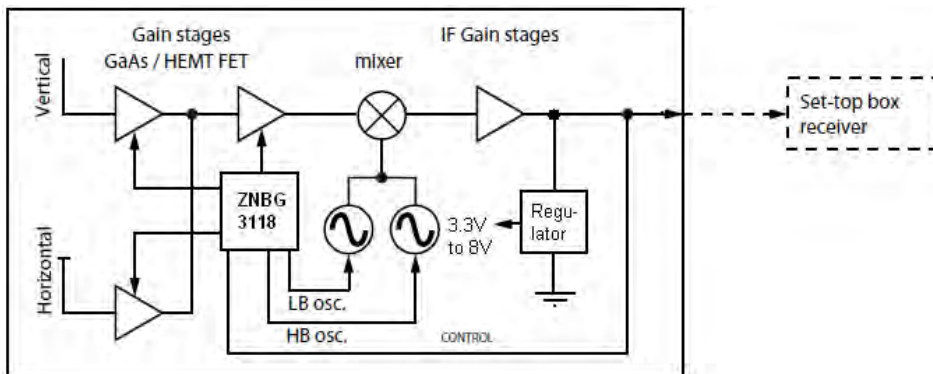 Gain stages
GaAs / HEMT FET
mixer
IF Gain stages
Vertical
Set-top box
receiver
ZNBG
3118
3.3V
to 8V
Regu-
lator
Horizontal
LB osc.
HB osc.
CONTROL